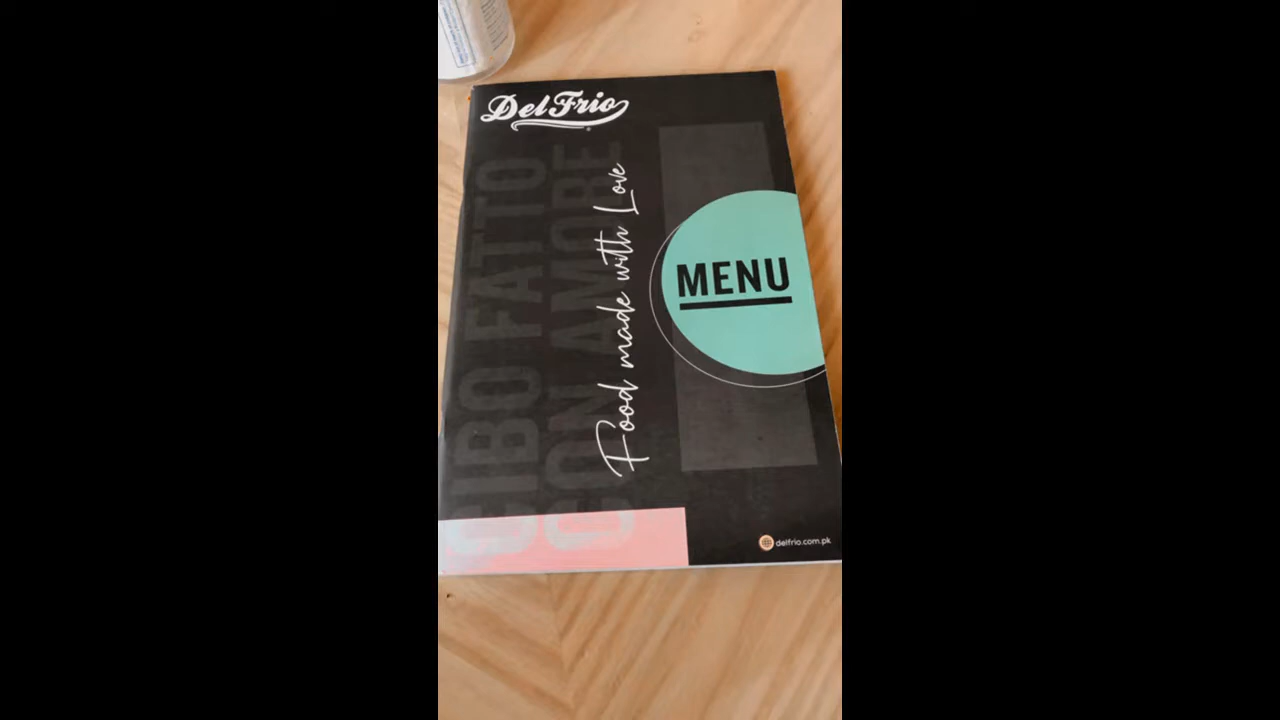 Del Frio
CIBO FATTO
CON AMORE
Food made with Love
MENU
delfrio.com.pk